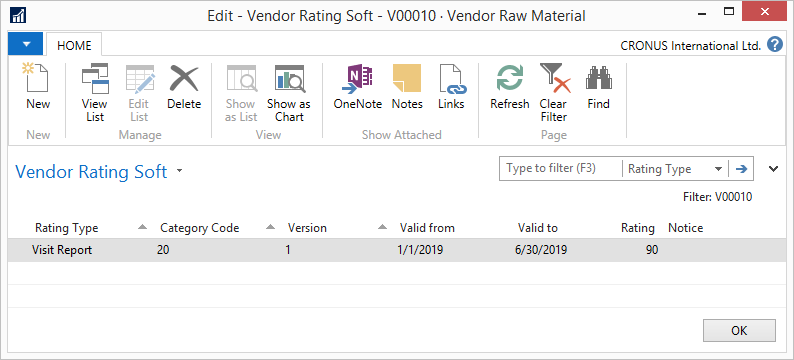 Edit - Vendor Rating Soft - V00010 · Vendor Raw Material
HOME
CRONUS International Ltd.
New
View List
Edit List
Delete
Show as List
Show as Chart
OneNote
Notes
Links
Refresh
Clear Filter
Find
New
Manage
View
Show Attached
Page
Vendor Rating Soft
Type to filter (F3)
Rating Type
Filter: V00010
Rating Type Category Code Version Valid from Valid to Rating Notice
Visit Report 20 1 1/1/2019 6/30/2019 90
OK